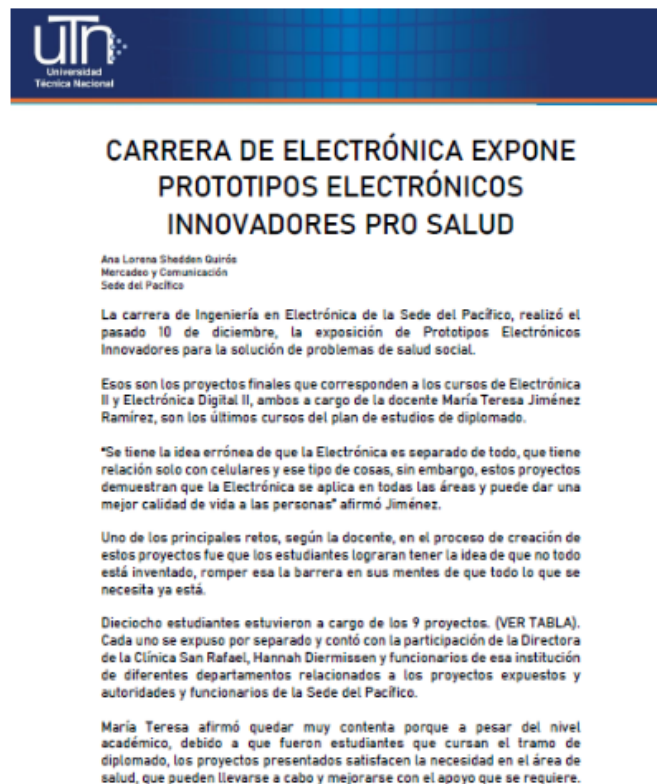 UTN
Universidad
Técnica Nacional
CARRERA DE ELECTRÓNICA EXPONE
PROTOTIPOS ELECTRÓNICOS
INNOVADORES PRO SALUD
Ana Lorena Shedden Quirós
Mercadeo y Comunicación
Sede del Pacífico
La carrera de Ingeniería en Electrónica de la Sede del Pacífico, realizó el
pasado 10 de diciembre, la exposición de Prototipos Electrónicos
Innovadores para la solución de problemas de salud social.
Esos son los proyectos finales que corresponden a los cursos de Electrónica
II y Electrónica Digital II, ambos a cargo de la docente María Teresa Jiménez
Ramírez, son los últimos cursos del plan de estudios de diplomado.
"Se tiene la idea errónea de que la Electrónica es separado de todo, que tiene
relación solo con celulares y ese tipo de cosas, sin embargo, estos proyectos
demuestran que la Electrónica se aplica en todas las áreas y puede dar una
mejor calidad de vida a las personas" afirmó Jiménez.
Uno de los principales retos, según la docente, en el proceso de creación de
estos proyectos fue que los estudiantes lograran tener la idea de que no todo
está inventado, romper esa la barrera en sus mentes de que todo lo que se
necesita ya está.
Dieciocho estudiantes estuvieron a cargo de los 9 proyectos. (VER TABLA).
Cada uno se expuso por separado y contó con la participación de la Directora
de la Clínica San Rafael, Hannah Diermissen y funcionarios de esa institución
de diferentes departamentos relacionados a los proyectos expuestos y
autoridades y funcionarios de la Sede del Pacífico.
María Teresa afirmó quedar muy contenta porque a pesar del nivel
académico, debido a que fueron estudiantes que cursan el tramo de
diplomado, los proyectos presentados satisfacen la necesidad en el área de
salud, que pueden llevarse a cabo y mejorarse con el apoyo que se requiere.